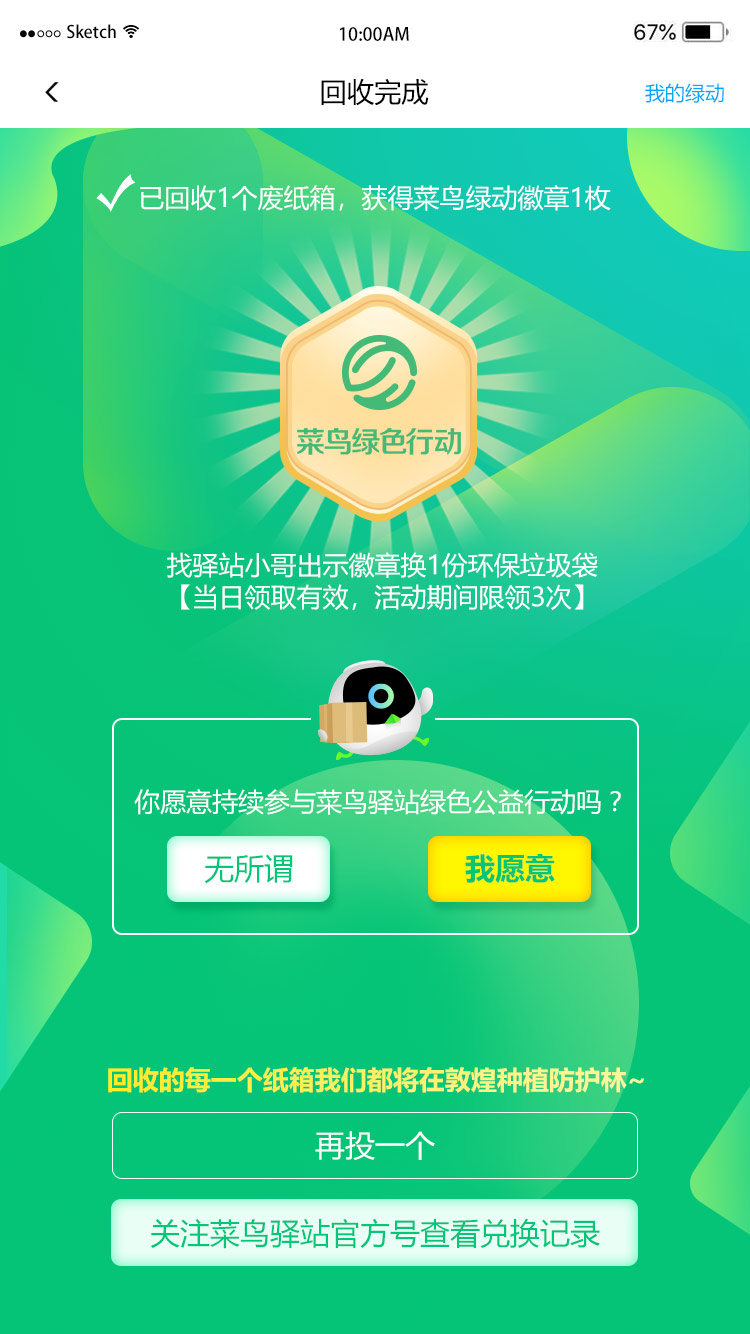 Sketch
10:00AM
67%
回收完成
我的绿动
已回收1个废纸箱，获得菜鸟绿动徽章1枚
菜鸟绿色行动
找驿站小哥出示徽章换1份环保垃圾袋
【当日领取有效，活动期间限领3次】
你愿意持续参与菜鸟驿站绿色公益行动吗？
无所谓
我愿意
回收的每一个纸箱我们都将在敦煌种植防护林~
再投一个
关注菜鸟驿站官方号查看兑换记录